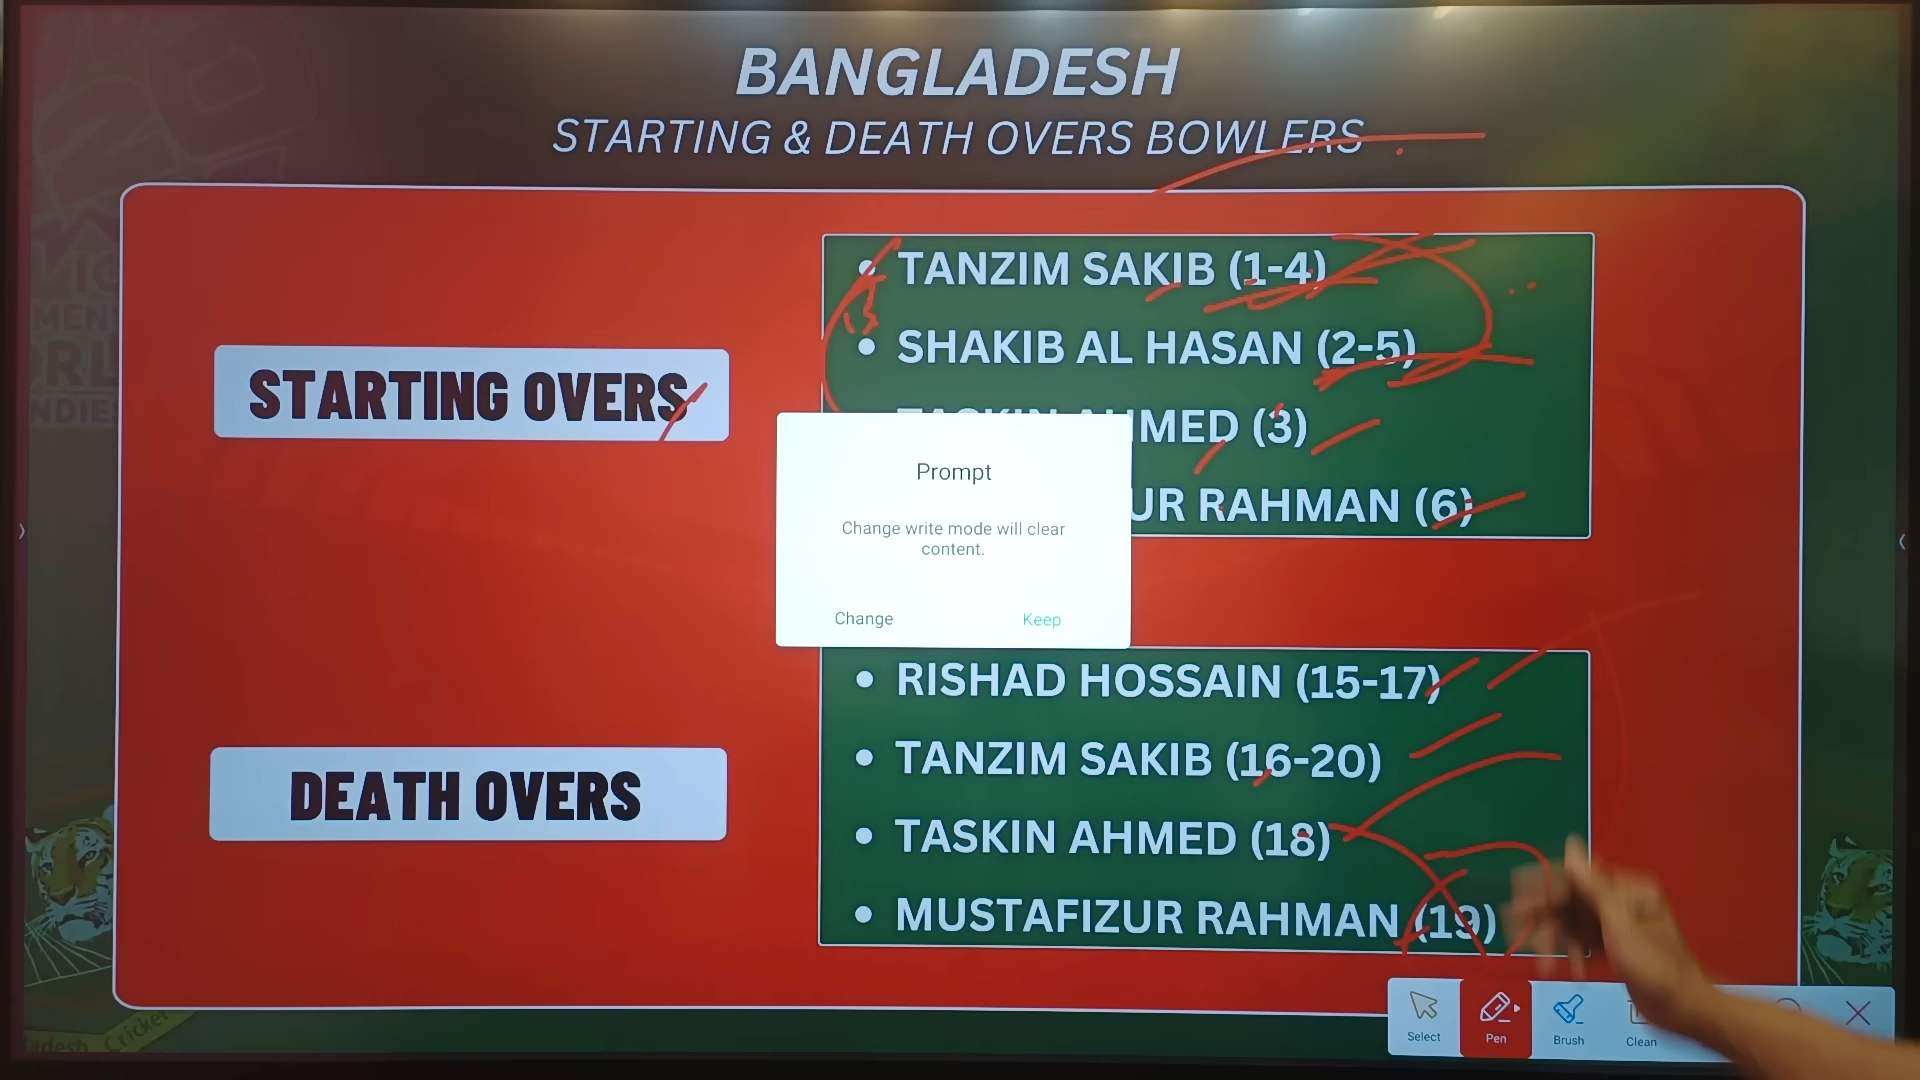 BANGLADESH
STARTING & DEATH OVERS BOWLERS
STARTING OVERS
• TANZIM SAKIB (1-4)
• SHAKIB AL HASAN (2-5)
AHMED (3)
RAHMAN (6)
Prompt
Change write mode will clear
content.
Change Keep
DEATH OVERS
• RISHAD HOSSAIN (15-17)
• TANZIM SAKIB (16-20)
• TASKIN AHMED (18)
• MUSTAFIZUR RAHMAN (19)
Cricket
Select Pen Brush Clean